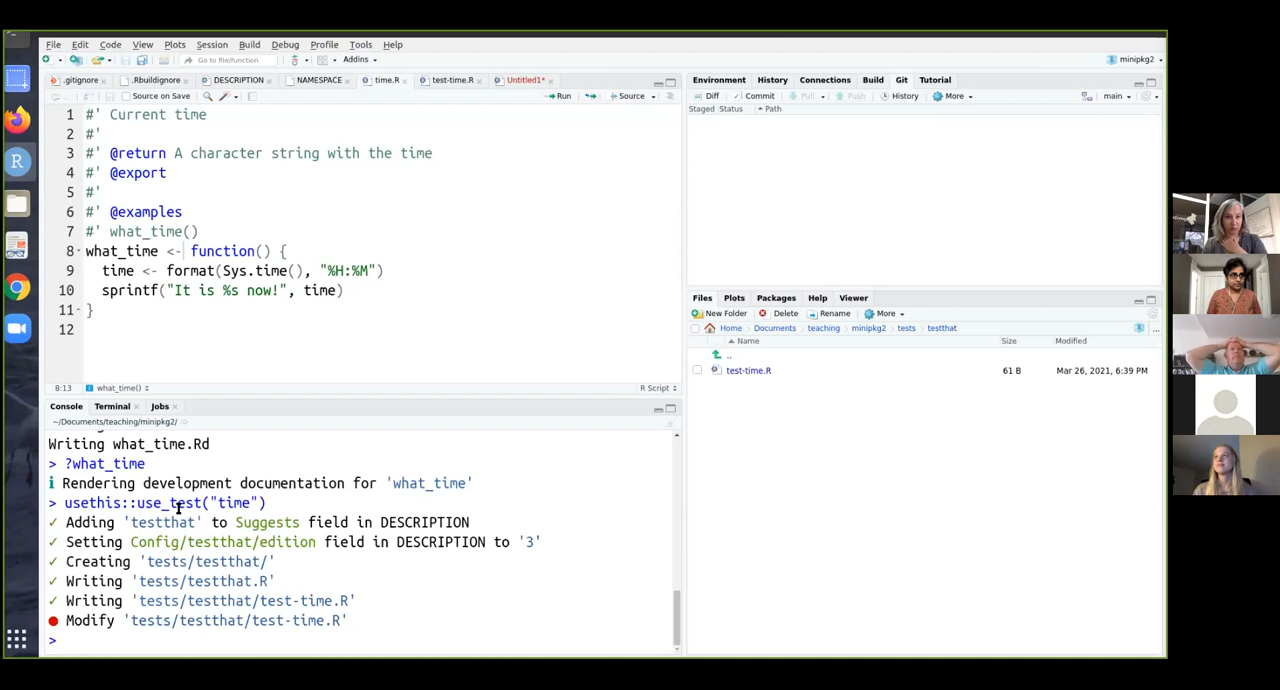 File Edit Code View Plots Session Build Debug Profile Tools Help
Go to file/function Addins minipkg2
.gitignore .Rbuildignore DESCRIPTION NAMESPACE time.R test-time.R Untitled1*
Source on Save Run Source
1 #' Current time
2 #'
3 #' @return A character string with the time
4 #' @export
5 #'
6 #' @examples
7 #' what_time()
8 what_time <- function() {
9 time <- format(Sys.time(), "%H:%M")
10 sprintf("It is %s now!", time)
11 }
12
8:13 what_time() R Script
Console Terminal Jobs
~/Documents/teaching/minipkg2/
Writing what_time.Rd
> ?what_time
ℹ Rendering development documentation for 'what_time'
> usethis::use_test("time")
✓ Adding 'testthat' to Suggests field in DESCRIPTION
✓ Setting Config/testthat/edition field in DESCRIPTION to '3'
✓ Creating 'tests/testthat/'
✓ Writing 'tests/testthat.R'
✓ Writing 'tests/testthat/test-time.R'
● Modify 'tests/testthat/test-time.R'
>
Environment History Connections Build Git Tutorial
Diff Commit Pull Push History More main
Staged Status Path
Files Plots Packages Help Viewer
New Folder Delete Rename More
Home Documents teaching minipkg2 tests testthat
Name Size Modified
..
test-time.R 61 B Mar 26, 2021, 6:39 PM